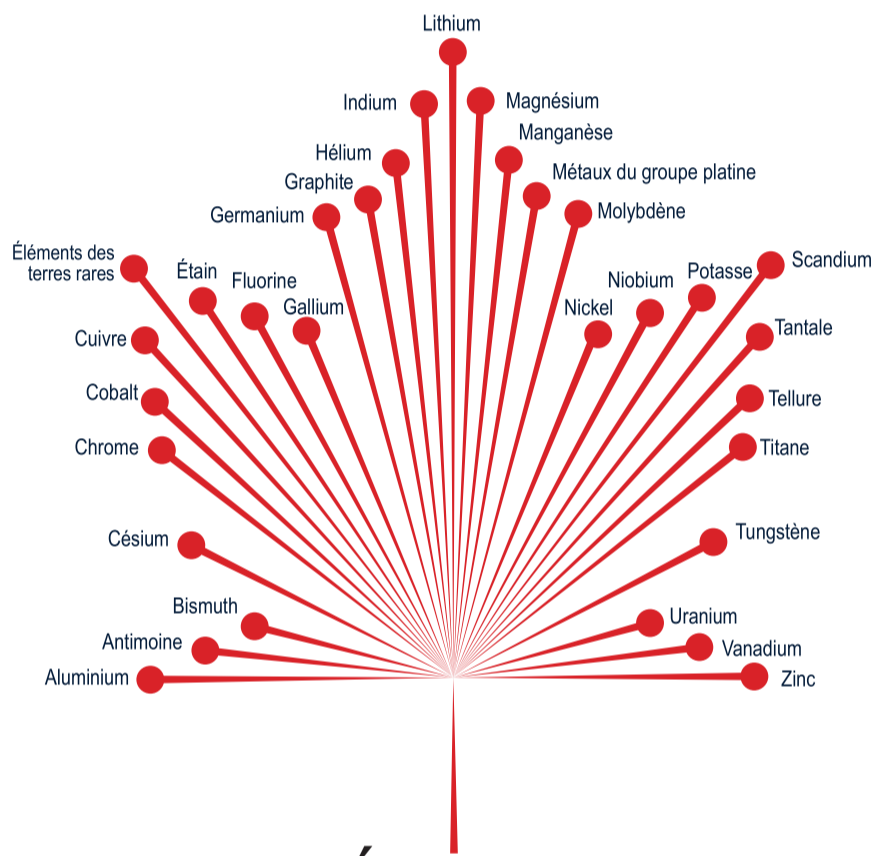 Lithium
Indium
Magnésium
Manganèse
Hélium
Graphite
Métaux du groupe platine
Germanium
Molybdène
Éléments des
terres rares
Étain
Fluorine
Gallium
Nickel
Niobium
Potasse
Scandium
Cuivre
Tantale
Cobalt
Tellure
Chrome
Titane
Césium
Tungstène
Bismuth
Uranium
Antimoine
Vanadium
Aluminium
Zinc